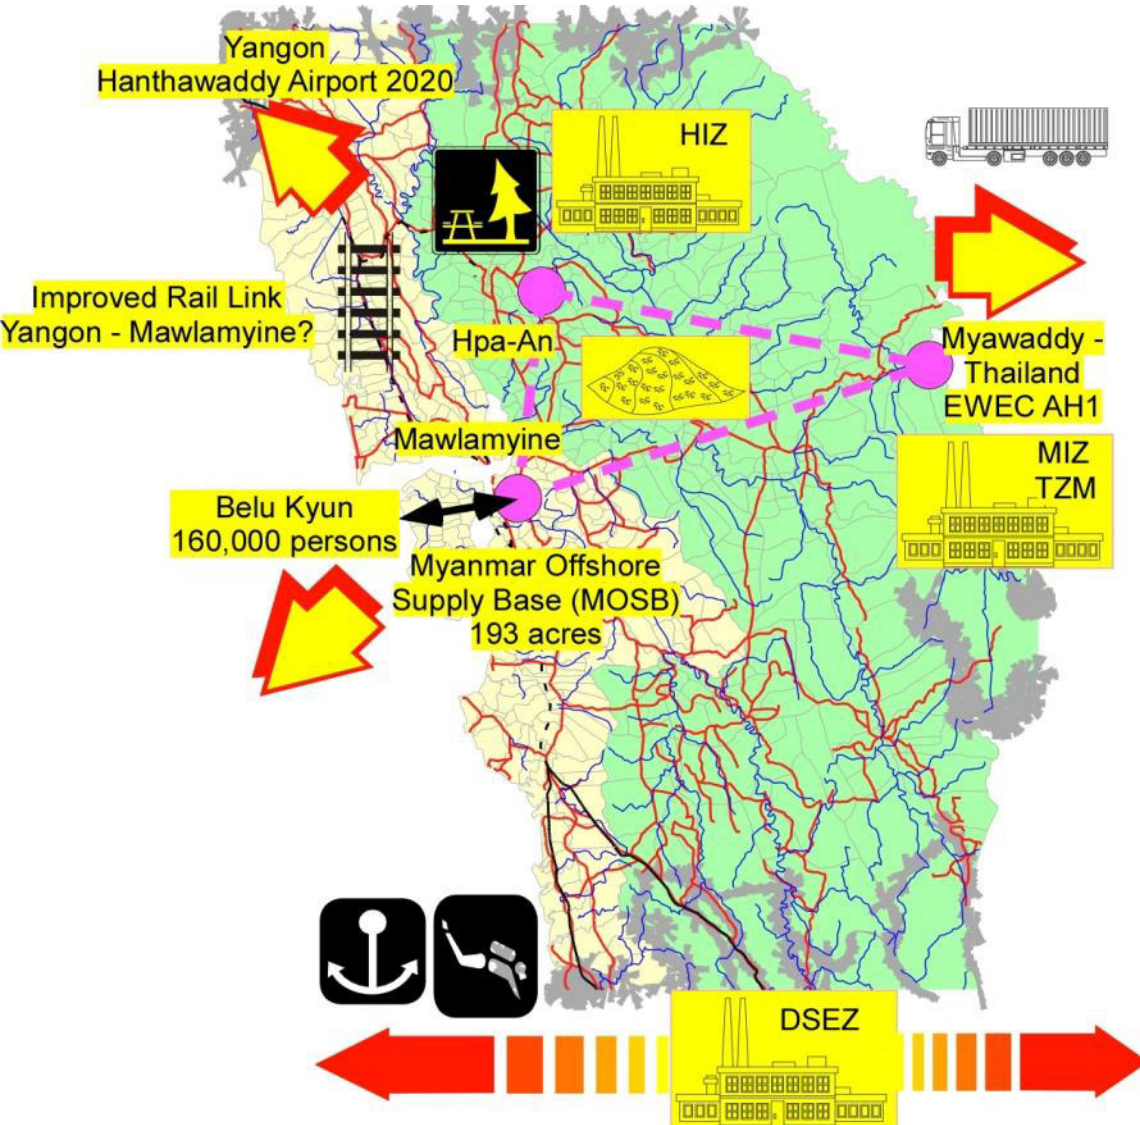 Yangon
Hanthawaddy Airport 2020
HIZ
Improved Rail Link
Yangon - Mawlamyine?
Hpa-An
Myawaddy -
Thailand
EWEC AH1
Mawlamyine
MIZ
TZM
Belu Kyun
160,000 persons
Myanmar Offshore
Supply Base (MOSB)
193 acres
DSEZ